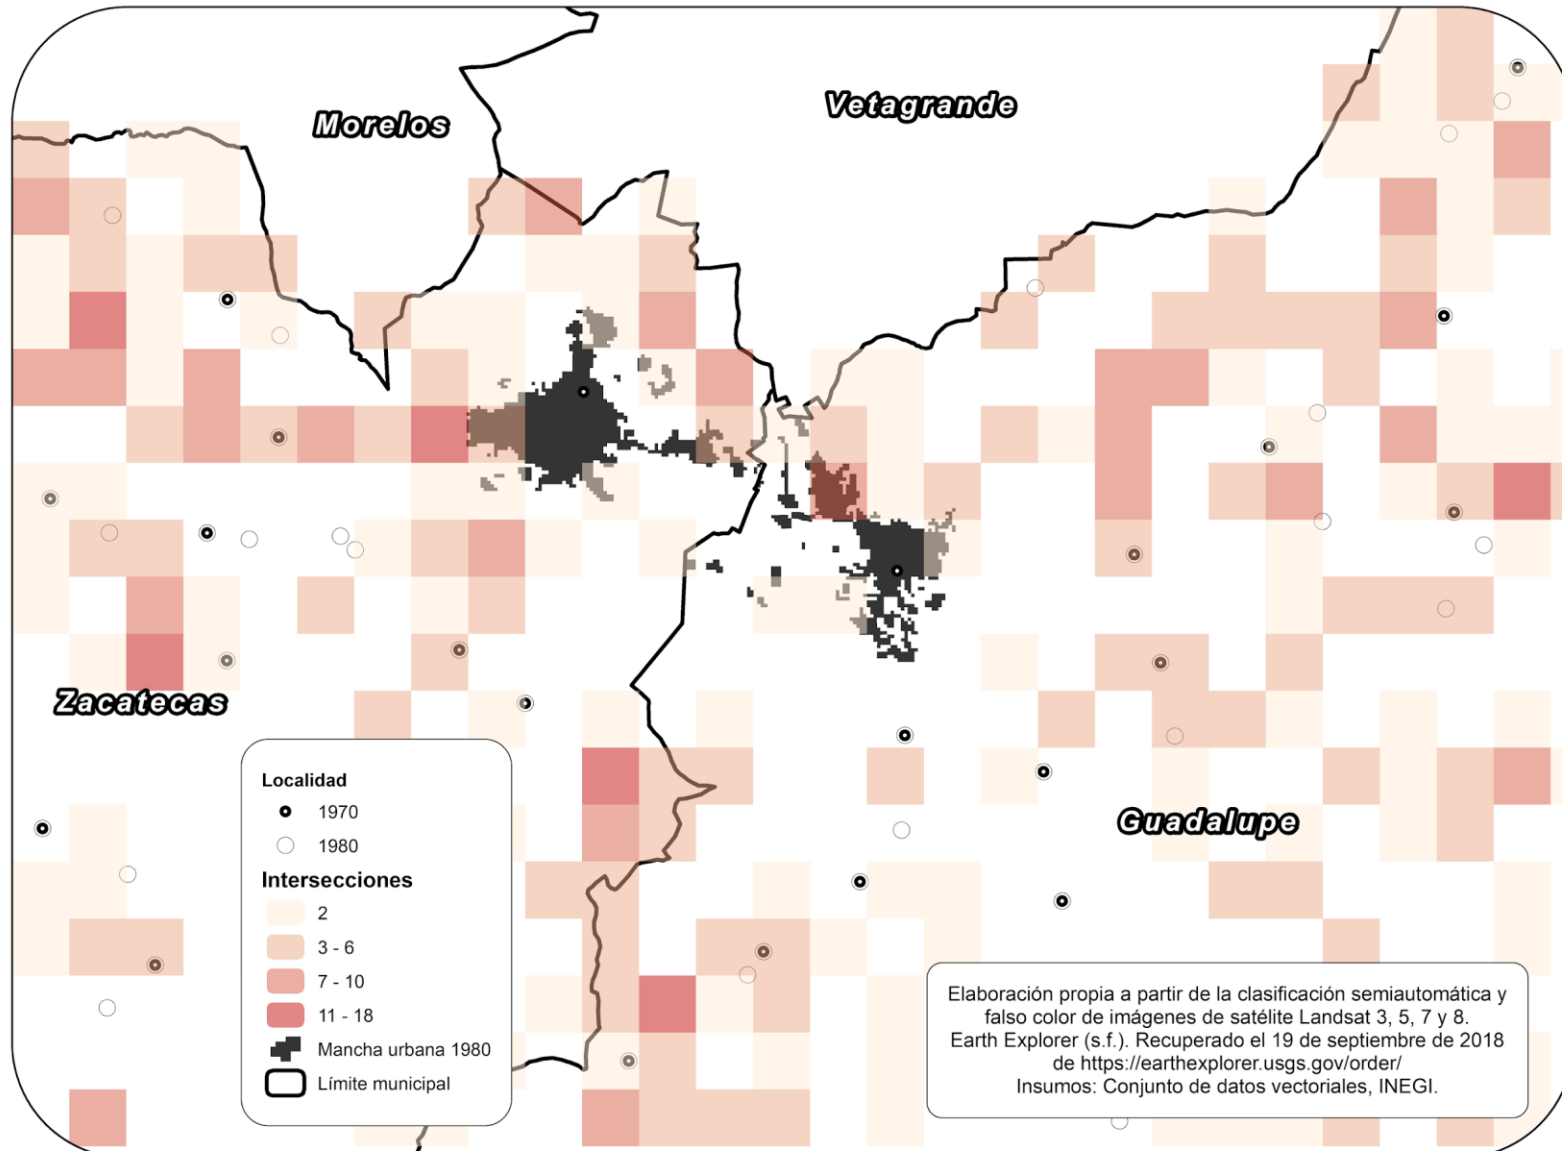 Morelos
Vetagrande
Zacatecas
Guadalupe
Localidad
1970
1980
Intersecciones
2
3 - 6
7 - 10
11 - 18
Mancha urbana 1980
Límite municipal
Elaboración propia a partir de la clasificación semiautomática y
falso color de imágenes de satélite Landsat 3, 5, 7 y 8.
Earth Explorer (s.f.). Recuperado el 19 de septiembre de 2018
de https://earthexplorer.usgs.gov/order/
Insumos: Conjunto de datos vectoriales, INEGI.